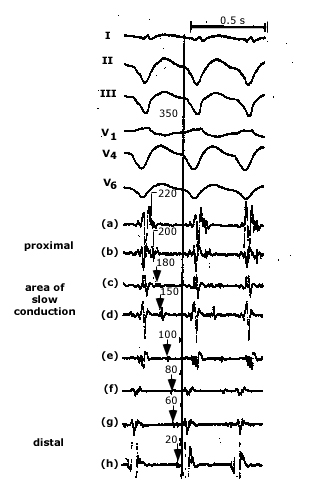 0.5 s
I
II
III
350
V1
V4
V6
220
(a)
200
proximal
(b)
180
(c)
area of
slow
conduction
150
(d)
100
(e)
80
(f)
60
(g)
20
distal
(h)